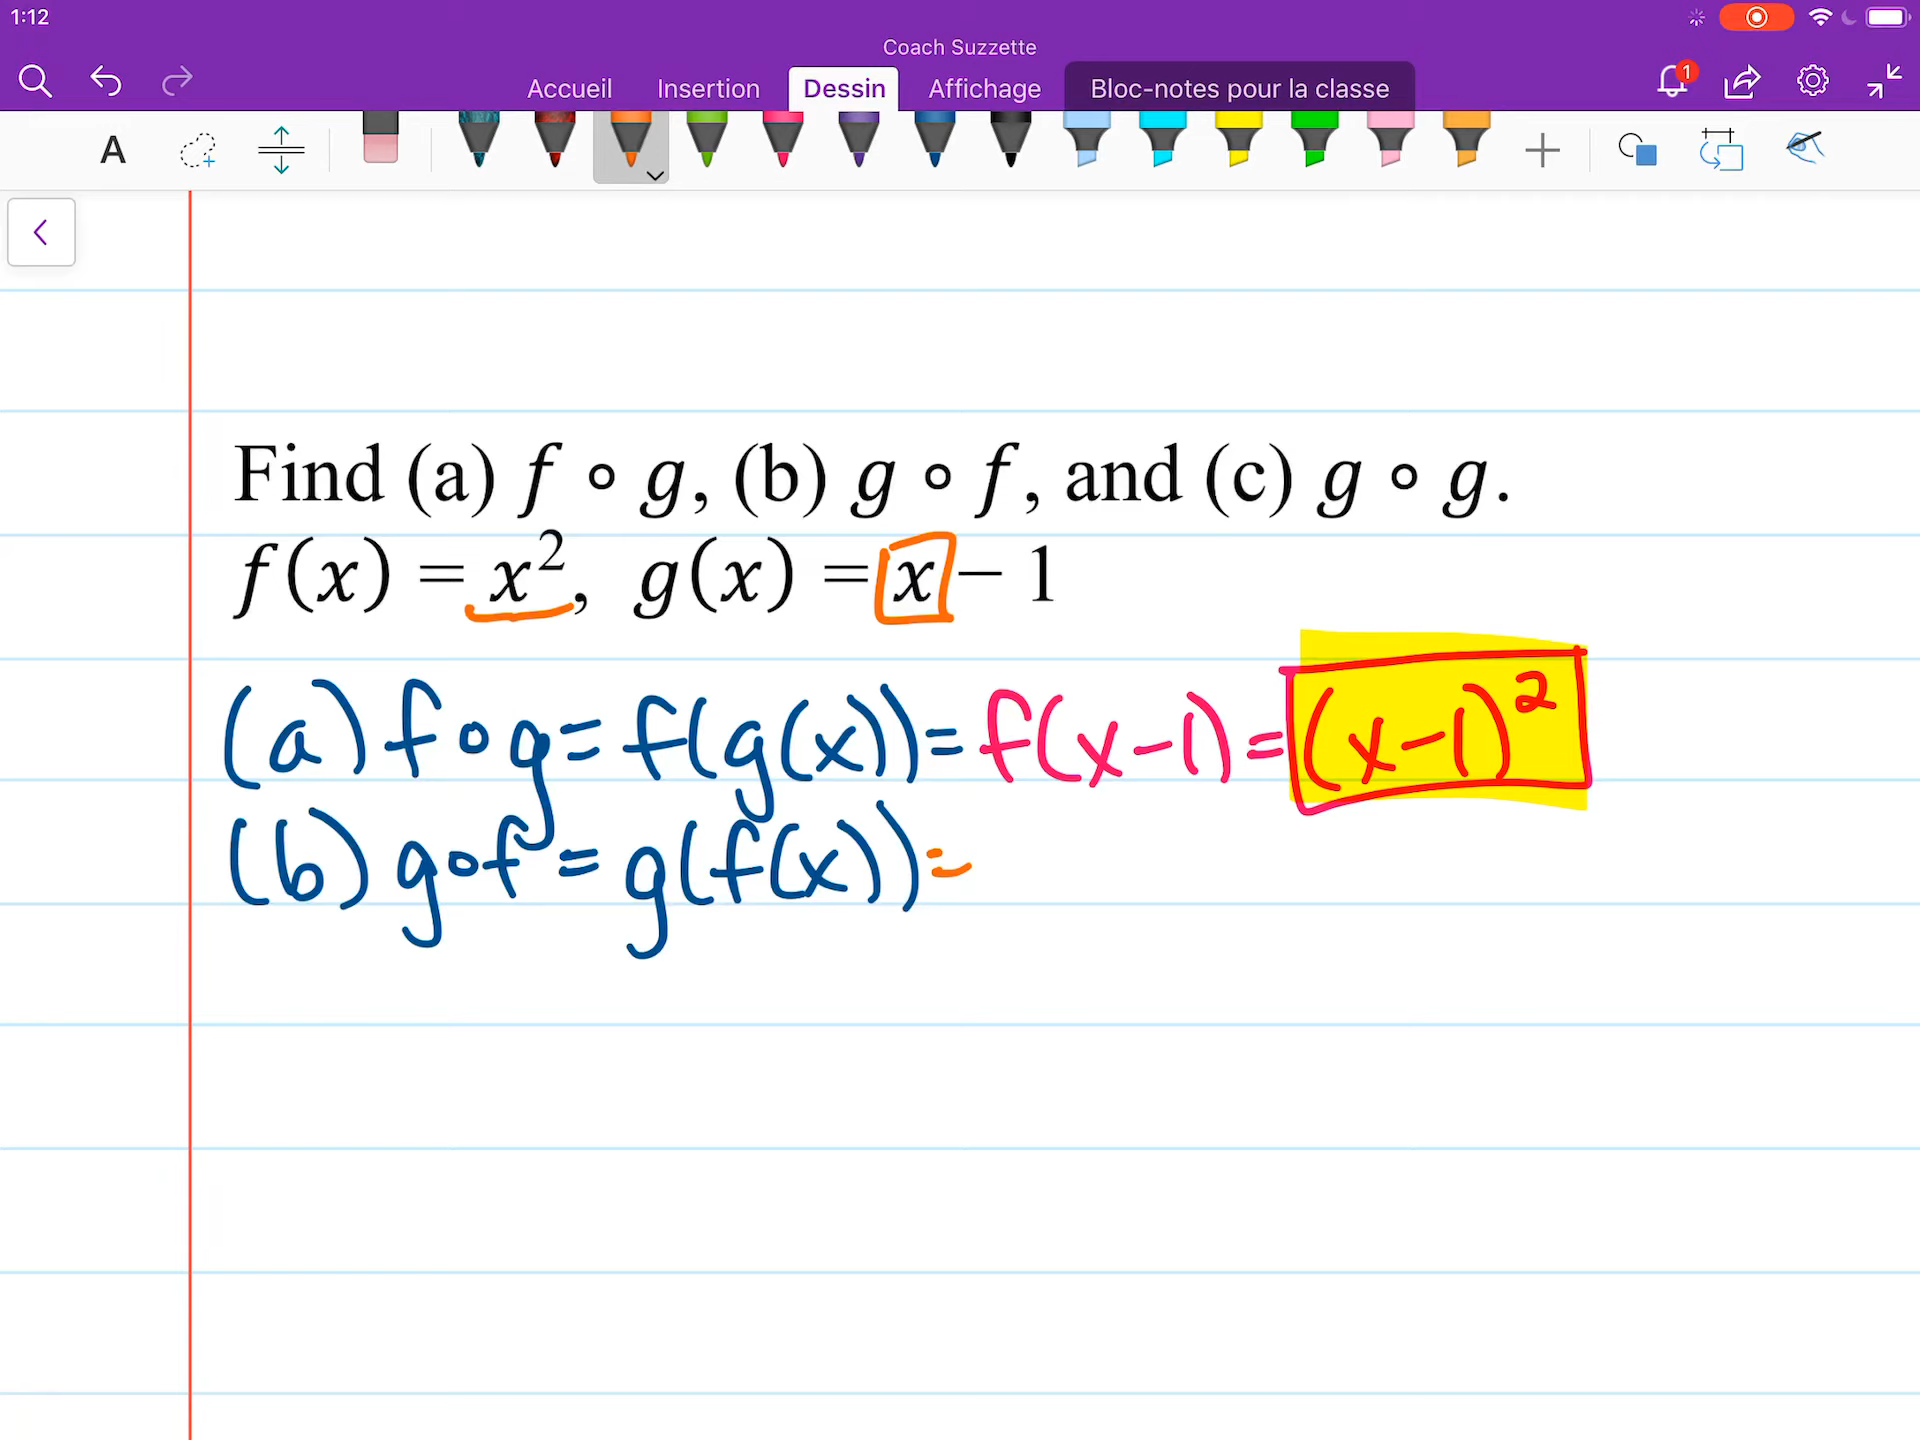 1:12
Coach Suzzette
Accueil Insertion Dessin Affichage Bloc-notes pour la classe
1
A
Find (a) f ∘ g, (b) g ∘ f, and (c) g ∘ g.
f(x) = x², g(x) = x − 1
(a) f∘g = f(g(x)) = f(x-1) = (x-1)²
(b) g∘f = g(f(x)) =